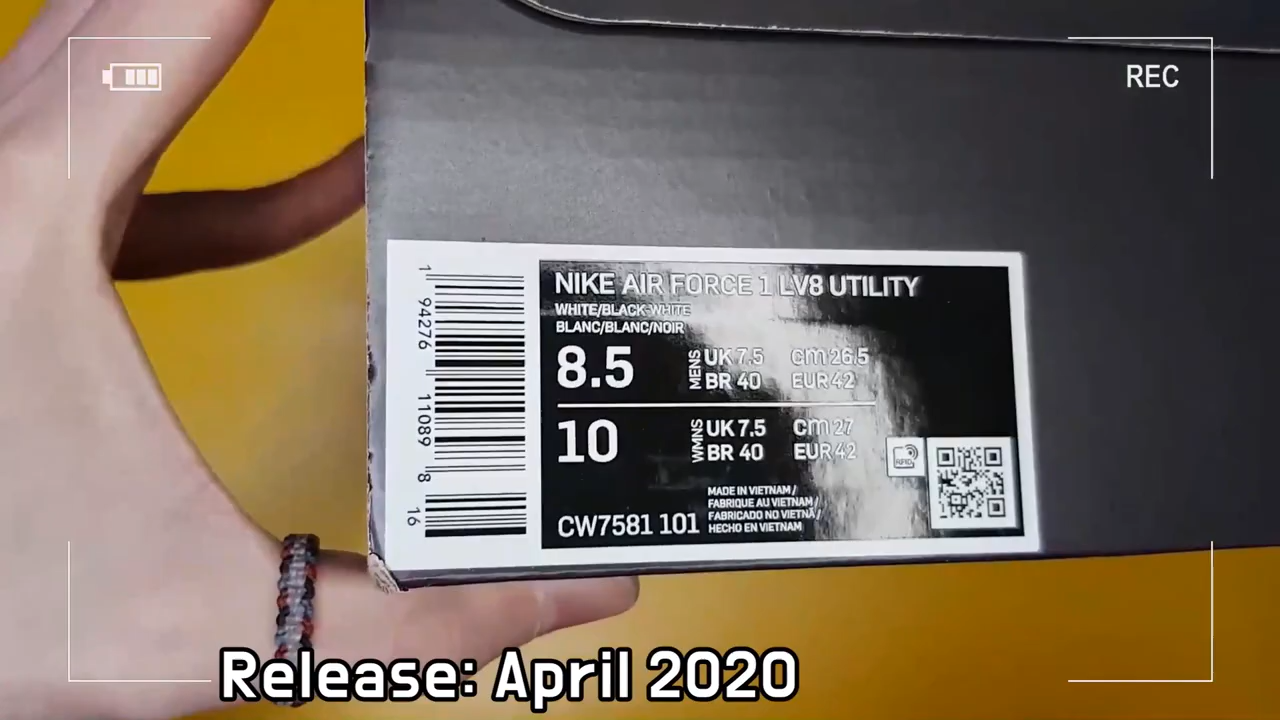 REC
NIKE AIR FORCE 1 LV8 UTILITY
WHITE/BLACK-WHITE
BLANC/BLANC/NOIR
8.5 MENS UK 7.5 cm 26.5
BR 40 EUR 42
10 WMNS UK 7.5 cm 27
BR 40 EUR 42
RFID
MADE IN VIETNAM /
FABRIQUE AU VIETNAM /
FABRICADO NO VIETNÃ /
HECHO EN VIETNAM
CW7581 101
1 94276 11089 8 16
Release: April 2020